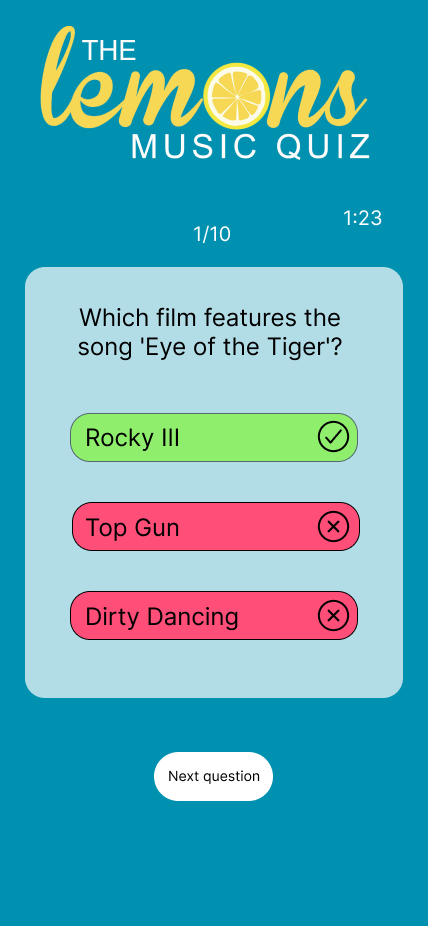 THE
lemons
MUSIC QUIZ
1:23
1/10
Which film features the
song 'Eye of the Tiger'?
Rocky III
Top Gun
Dirty Dancing
Next question